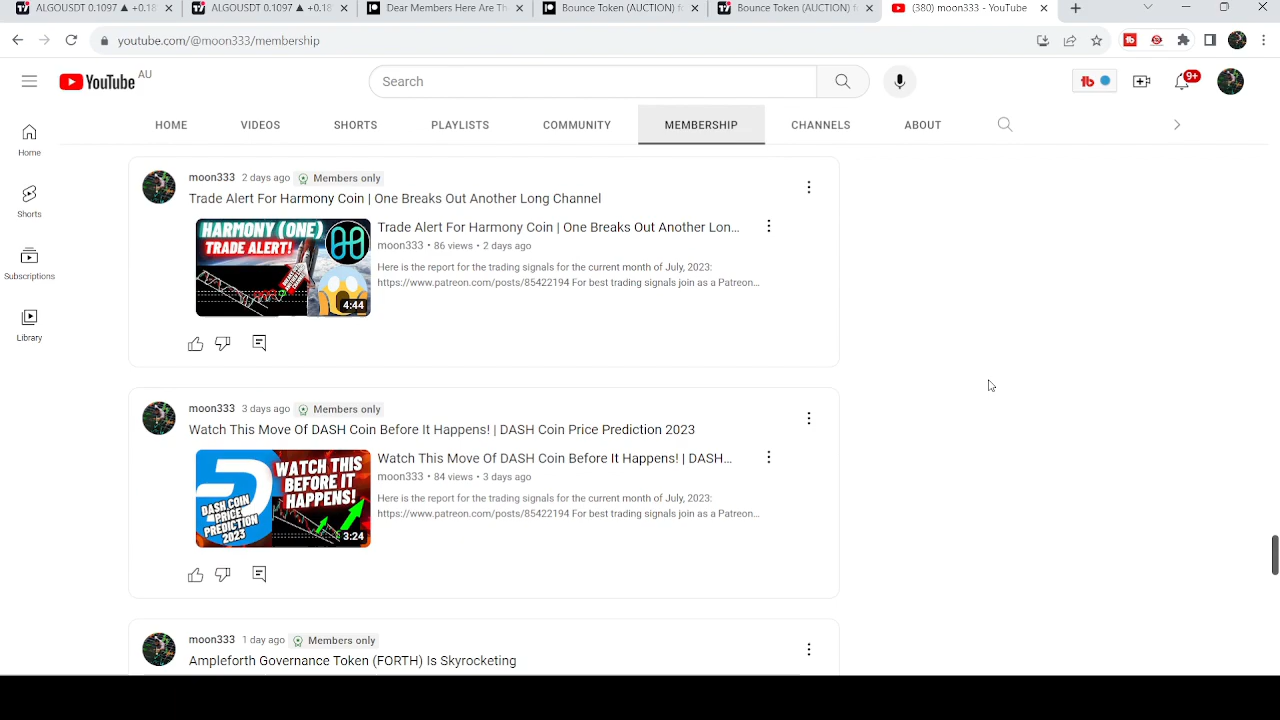 ALGOUSDT 0.1097 ▲ +0.18
ALGOUSDT 0.1097 ▲ +0.18
Dear Members Here Are Th
Bounce Token (AUCTION) f
Bounce Token (AUCTION) f
(380) moon333 - YouTube
youtube.com/@moon333/membership
YouTube AU
Search
9+
HOME
VIDEOS
SHORTS
PLAYLISTS
COMMUNITY
MEMBERSHIP
CHANNELS
ABOUT
Home
Shorts
Subscriptions
Library
moon333 2 days ago Members only
Trade Alert For Harmony Coin | One Breaks Out Another Long Channel
HARMONY (ONE)
TRADE ALERT!
4:44
Trade Alert For Harmony Coin | One Breaks Out Another Lon...
moon333 • 86 views • 2 days ago
Here is the report for the trading signals for the current month of July, 2023:
https://www.patreon.com/posts/85422194 For best trading signals join as a Patreon...
moon333 3 days ago Members only
Watch This Move Of DASH Coin Before It Happens! | DASH Coin Price Prediction 2023
WATCH THIS
BEFORE IT
HAPPENS!
DASH COIN
PRICE
PREDICTION
2023
3:24
Watch This Move Of DASH Coin Before It Happens! | DASH...
moon333 • 84 views • 3 days ago
Here is the report for the trading signals for the current month of July, 2023:
https://www.patreon.com/posts/85422194 For best trading signals join as a Patreon...
moon333 1 day ago Members only
Ampleforth Governance Token (FORTH) Is Skyrocketing